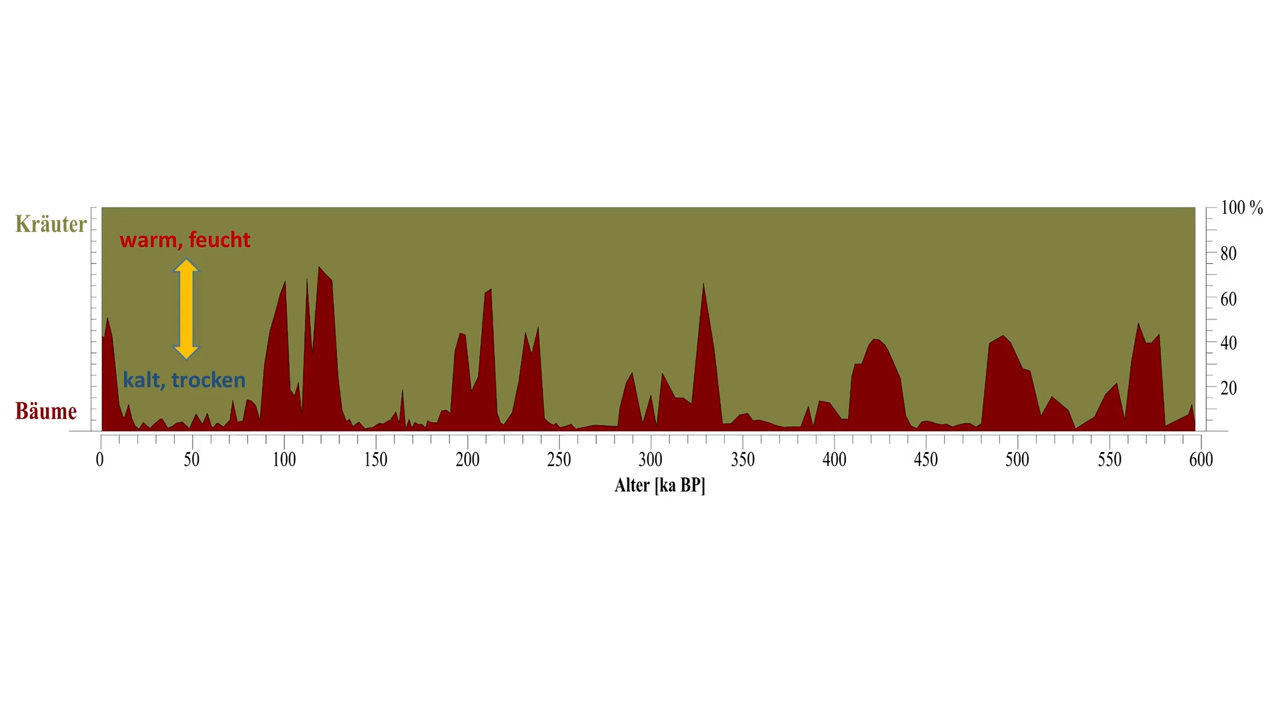 Kräuter
warm, feucht
kalt, trocken
Bäume
100 %
80
60
40
20
0 50 100 150 200 250 300 350 400 450 500 550 600
Alter [ka BP]